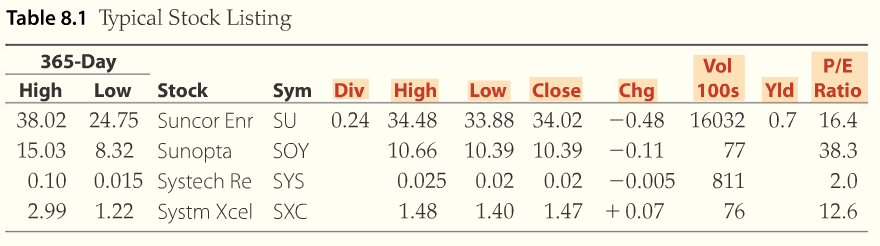 Table 8.1 Typical Stock Listing
365-Day
Vol P/E
High Low Stock Sym Div High Low Close Chg 100s Yld Ratio
38.02 24.75 Suncor Enr SU 0.24 34.48 33.88 34.02 −0.48 16032 0.7 16.4
15.03 8.32 Sunopta SOY 10.66 10.39 10.39 −0.11 77 38.3
0.10 0.015 Systech Re SYS 0.025 0.02 0.02 −0.005 811 2.0
2.99 1.22 Systm Xcel SXC 1.48 1.40 1.47 +0.07 76 12.6